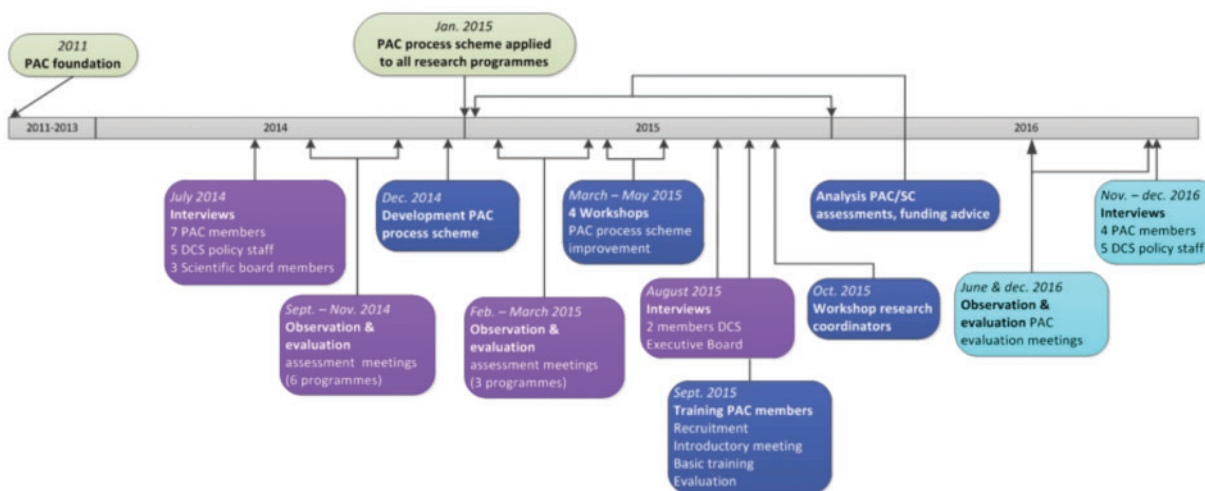 2011
PAC foundation
Jan. 2015
PAC process scheme applied
to all research programmes
2011-2013
2014
2015
2016
July 2014
Interviews
7 PAC members
5 DCS policy staff
3 Scientific board members
Sept. – Nov. 2014
Observation &
evaluation
assessment meetings
(6 programmes)
Dec. 2014
Development PAC
process scheme
Feb. – March 2015
Observation &
evaluation
assessment meetings
(3 programmes)
March – May 2015
4 Workshops
PAC process scheme
improvement
August 2015
Interviews
2 members DCS
Executive Board
Sept. 2015
Training PAC members
Recruitment
Introductory meeting
Basic training
Evaluation
Analysis PAC/SC
assessments, funding advice
Oct. 2015
Workshop research
coordinators
June & dec. 2016
Observation &
evaluation PAC
evaluation meetings
Nov. – dec. 2016
Interviews
4 PAC members
5 DCS policy staff